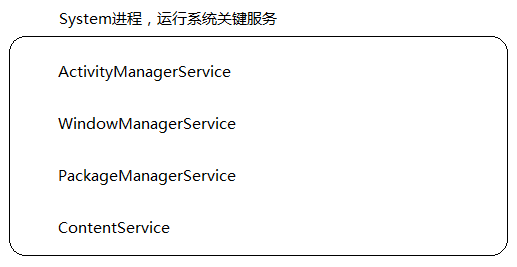 System进程，运行系统关键服务
ActivityManagerService
WindowManagerService
PackageManagerService
ContentService